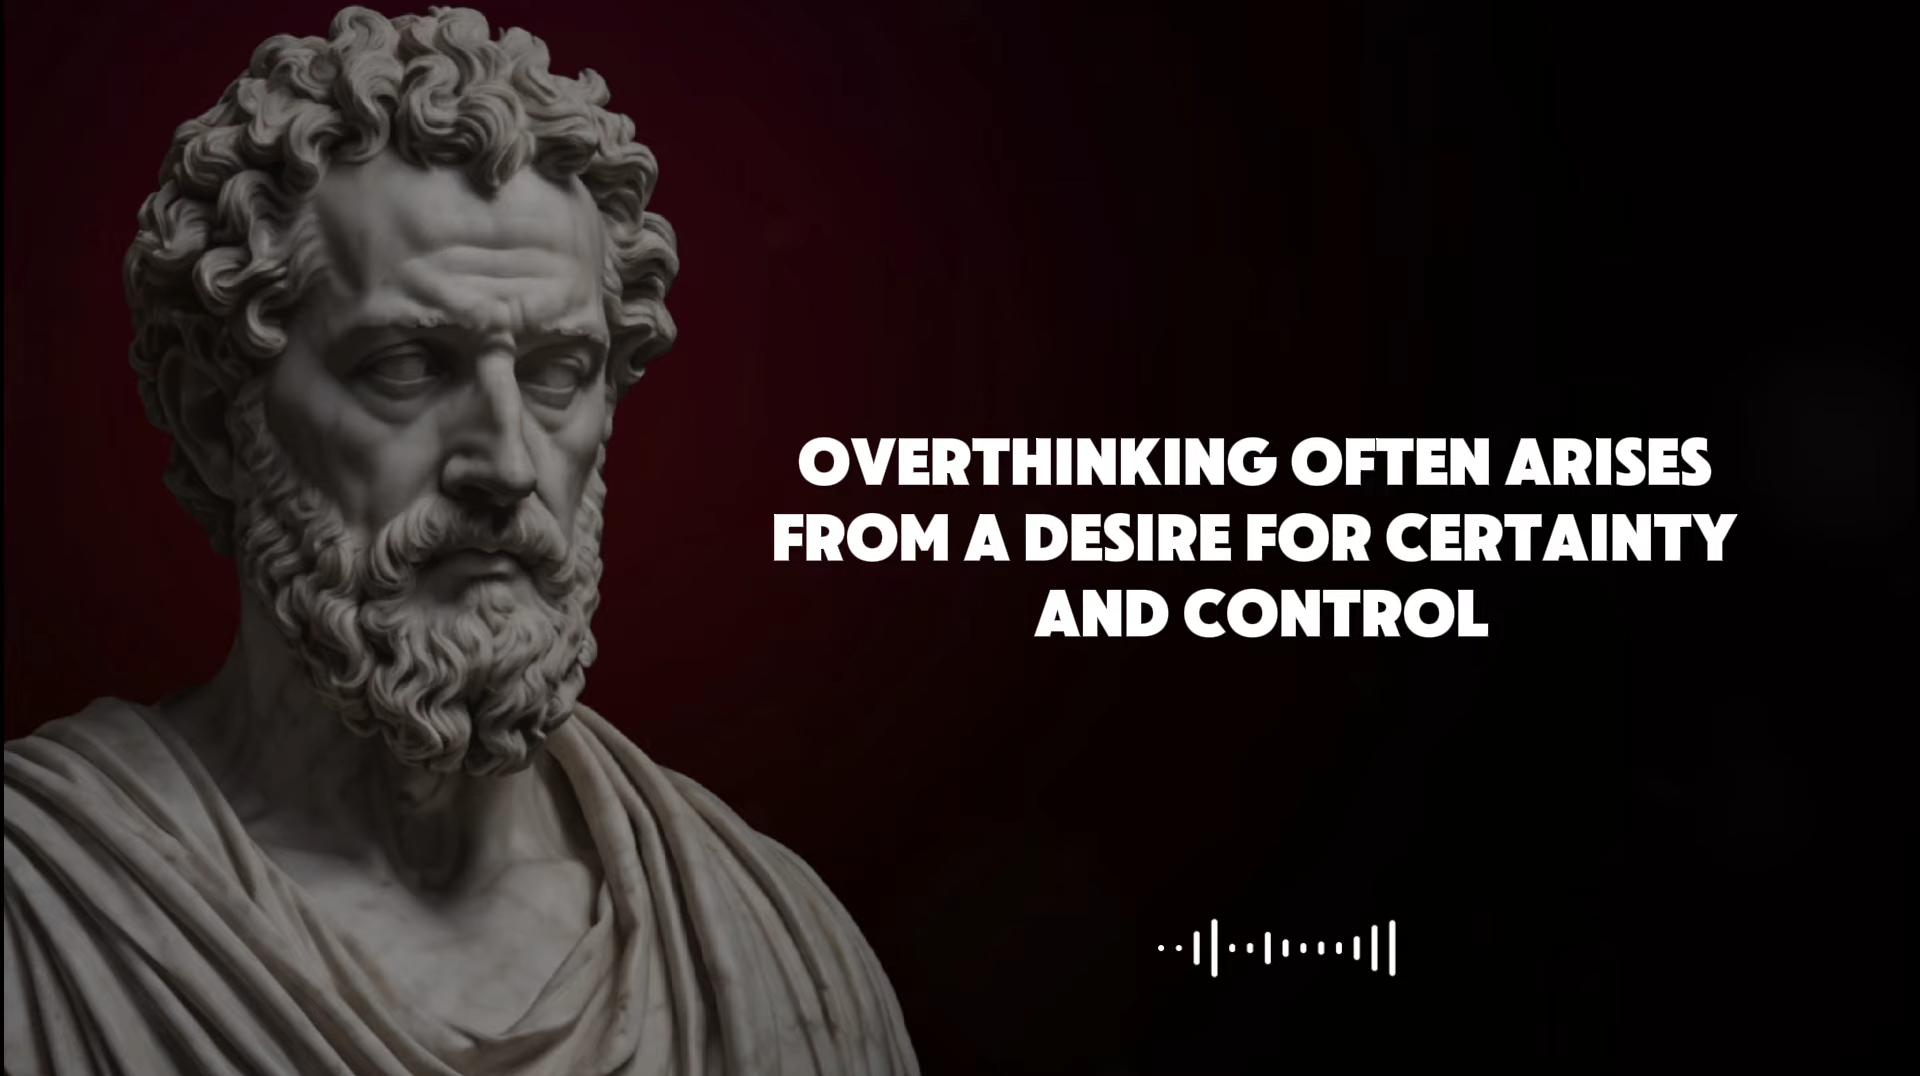 OVERTHINKING OFTEN ARISES
FROM A DESIRE FOR CERTAINTY
AND CONTROL